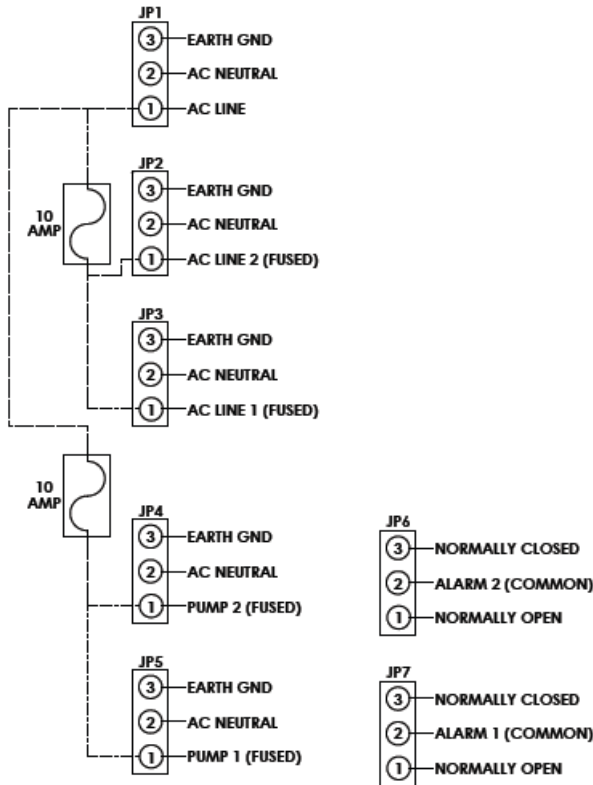 JP1
3 EARTH GND
2 AC NEUTRAL
1 AC LINE
10
AMP
JP2
3 EARTH GND
2 AC NEUTRAL
1 AC LINE 2 (FUSED)
JP3
3 EARTH GND
2 AC NEUTRAL
1 AC LINE 1 (FUSED)
10
AMP
JP4
3 EARTH GND
2 AC NEUTRAL
1 PUMP 2 (FUSED)
JP5
3 EARTH GND
2 AC NEUTRAL
1 PUMP 1 (FUSED)
JP6
3 NORMALLY CLOSED
2 ALARM 2 (COMMON)
1 NORMALLY OPEN
JP7
3 NORMALLY CLOSED
2 ALARM 1 (COMMON)
1 NORMALLY OPEN